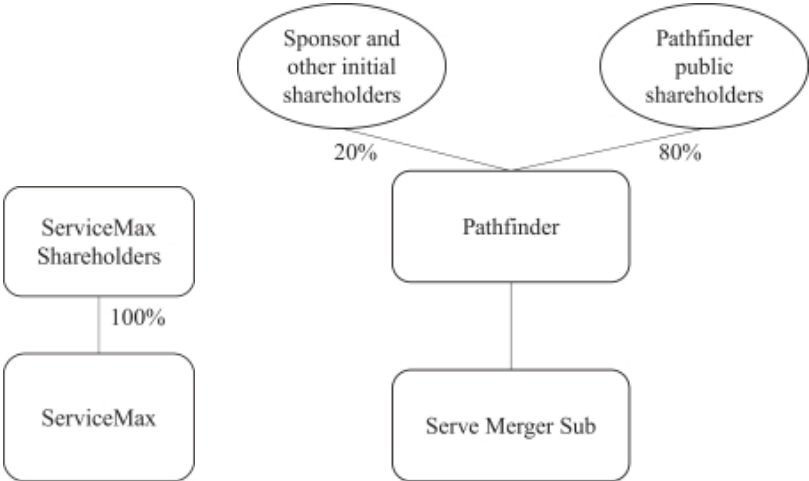 Sponsor and
other initial
shareholders
Pathfinder
public
shareholders
20%
80%
ServiceMax
Shareholders
Pathfinder
100%
ServiceMax
Serve Merger Sub